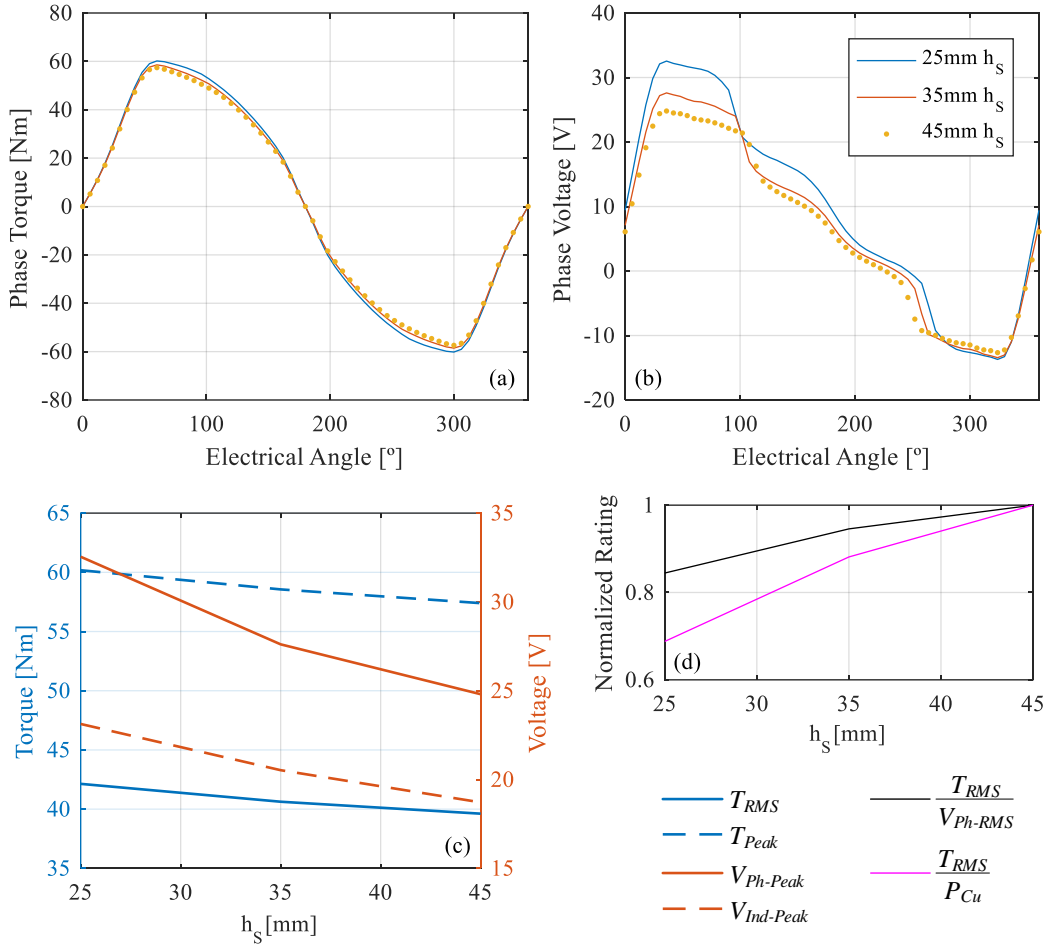 80
60
40
20
0
-20
-40
-60
-80
Phase Torque [Nm]
0 100 200 300
Electrical Angle [º]
(a)
40
30
20
10
0
-10
-20
Phase Voltage [V]
0 100 200 300
Electrical Angle [º]
(b)
25mm hS
35mm hS
45mm hS
65
60
55
50
45
40
35
Torque [Nm]
35
30
25
20
15
Voltage [V]
25 30 35 40 45
hS[mm]
(c)
1
0.8
0.6
Normalized Rating
25 30 35 40 45
hS[mm]
(d)
TRMS
TPeak
VPh-Peak
VInd-Peak
TRMS
VPh-RMS
TRMS
PCu